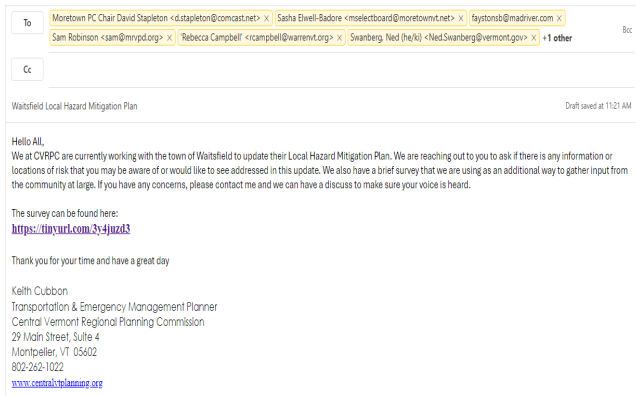 To
Moretown PC Chair David Stapleton <d.stapleton@comcast.net> × Sasha Elwell-Badore <mselectboard@moretownvt.net> × faystonsb@madriver.com ×
Bcc
Sam Robinson <sam@mrvpd.org> × 'Rebecca Campbell' <rcampbell@warrenvt.org> × Swanberg, Ned (he/ki) <Ned.Swanberg@vermont.gov> × +1 other
Cc
Waitsfield Local Hazard Mitigation Plan
Draft saved at 11:21 AM
Hello All,
We at CVRPC are currently working with the town of Waitsfield to update their Local Hazard Mitigation Plan. We are reaching out to you to ask if there is any information or
locations of risk that you may be aware of or would like to see addressed in this update. We also have a brief survey that we are using as an additional way to gather input from
the community at large. If you have any concerns, please contact me and we can have a discuss to make sure your voice is heard.
The survey can be found here:
https://tinyurl.com/3y4juzd3
Thank you for your time and have a great day
Keith Cubbon
Transportation & Emergency Management Planner
Central Vermont Regional Planning Commission
29 Main Street, Suite 4
Montpelier, VT 05602
802-262-1022
www.centralvtplanning.org